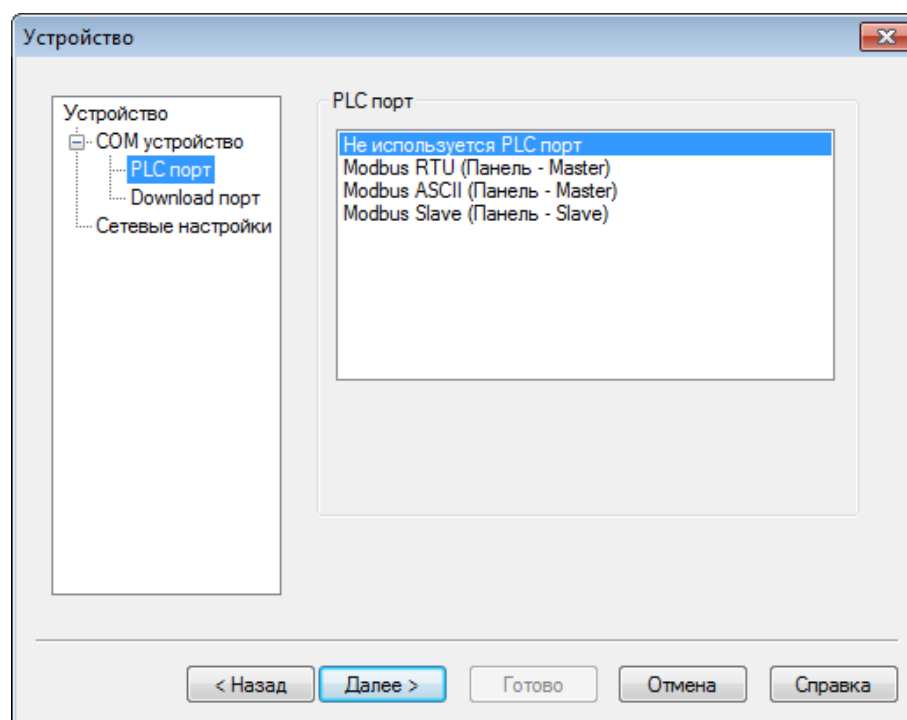 Устройство
Устройство
COM устройство
PLC порт
Download порт
Сетевые настройки
PLC порт
Не используется PLC порт
Modbus RTU (Панель - Master)
Modbus ASCII (Панель - Master)
Modbus Slave (Панель - Slave)
< Назад
Далее >
Готово
Отмена
Справка